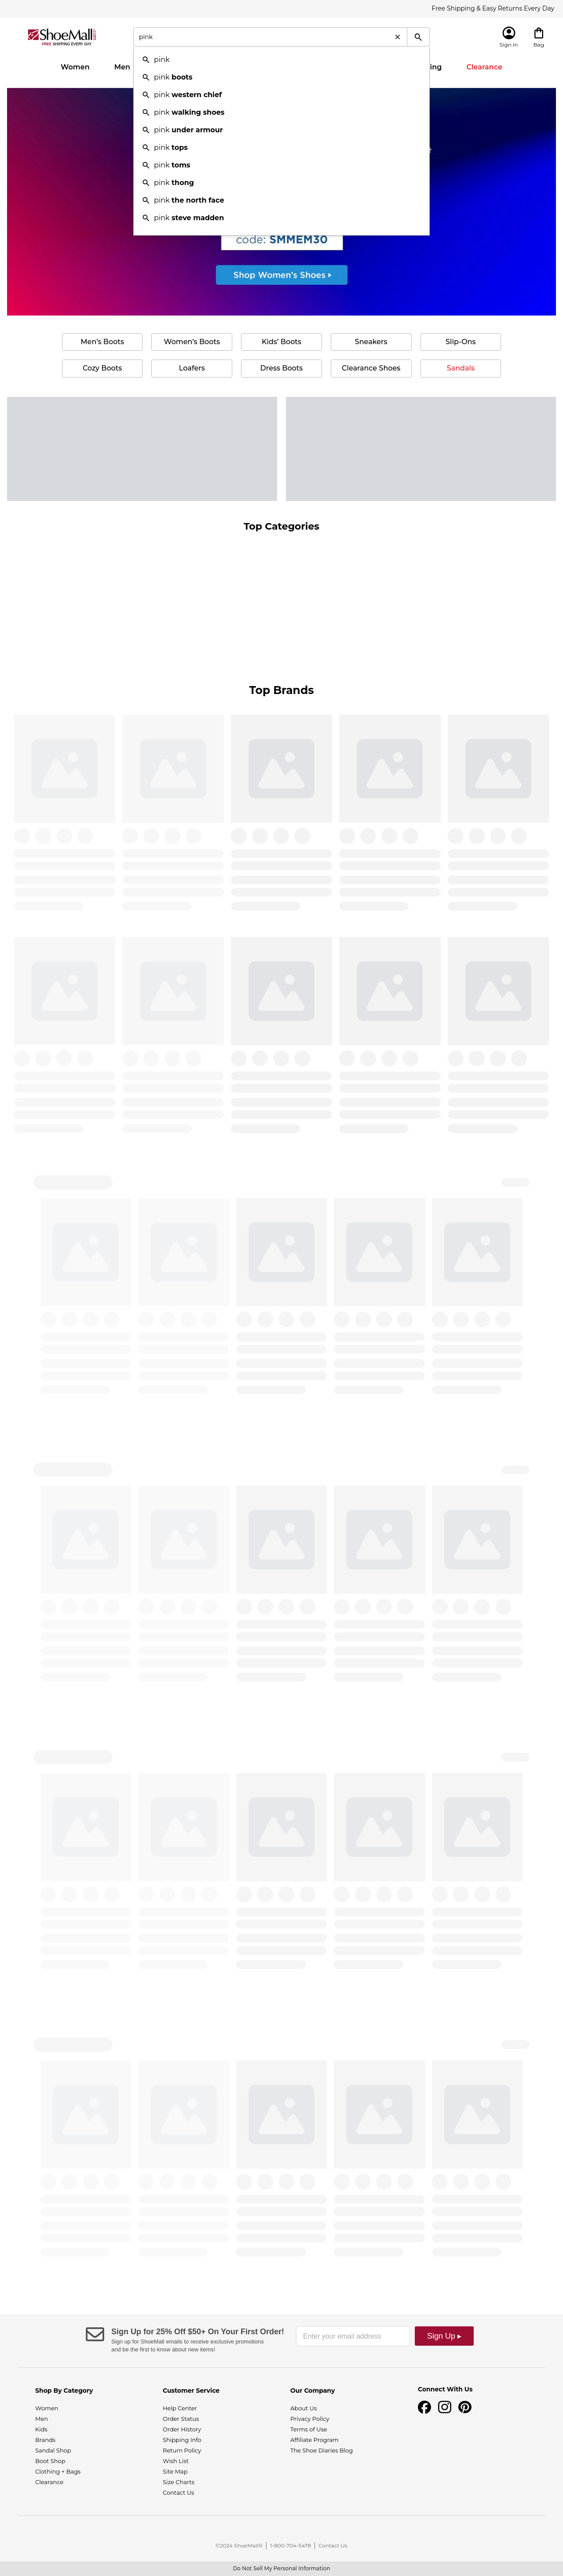 Free Shipping & Easy Returns Every Day
ShoeMall
FREE SHIPPING EVERY DAY
pink
Sign In
Bag
Women
Men
ing
Clearance
pink
pink boots
pink western chief
pink walking shoes
pink under armour
pink tops
pink toms
pink thong
pink the north face
pink steve madden
code: SMMEM30
Shop Women's Shoes
Men's Boots
Women's Boots
Kids' Boots
Sneakers
Slip-Ons
Cozy Boots
Loafers
Dress Boots
Clearance Shoes
Sandals
Top Categories
Top Brands
Sign Up for 25% Off $50+ On Your First Order!
Sign up for ShoeMall emails to receive exclusive promotions
and be the first to know about new items!
Enter your email address
Sign Up ▸
Shop By Category
Women
Men
Kids
Brands
Sandal Shop
Boot Shop
Clothing + Bags
Clearance
Customer Service
Help Center
Order Status
Order History
Shipping Info
Return Policy
Wish List
Site Map
Size Charts
Contact Us
Our Company
About Us
Privacy Policy
Terms of Use
Affiliate Program
The Shoe Diaries Blog
Connect With Us
©2024 ShoeMall® | 1-800-704-5478 | Contact Us
Do Not Sell My Personal Information